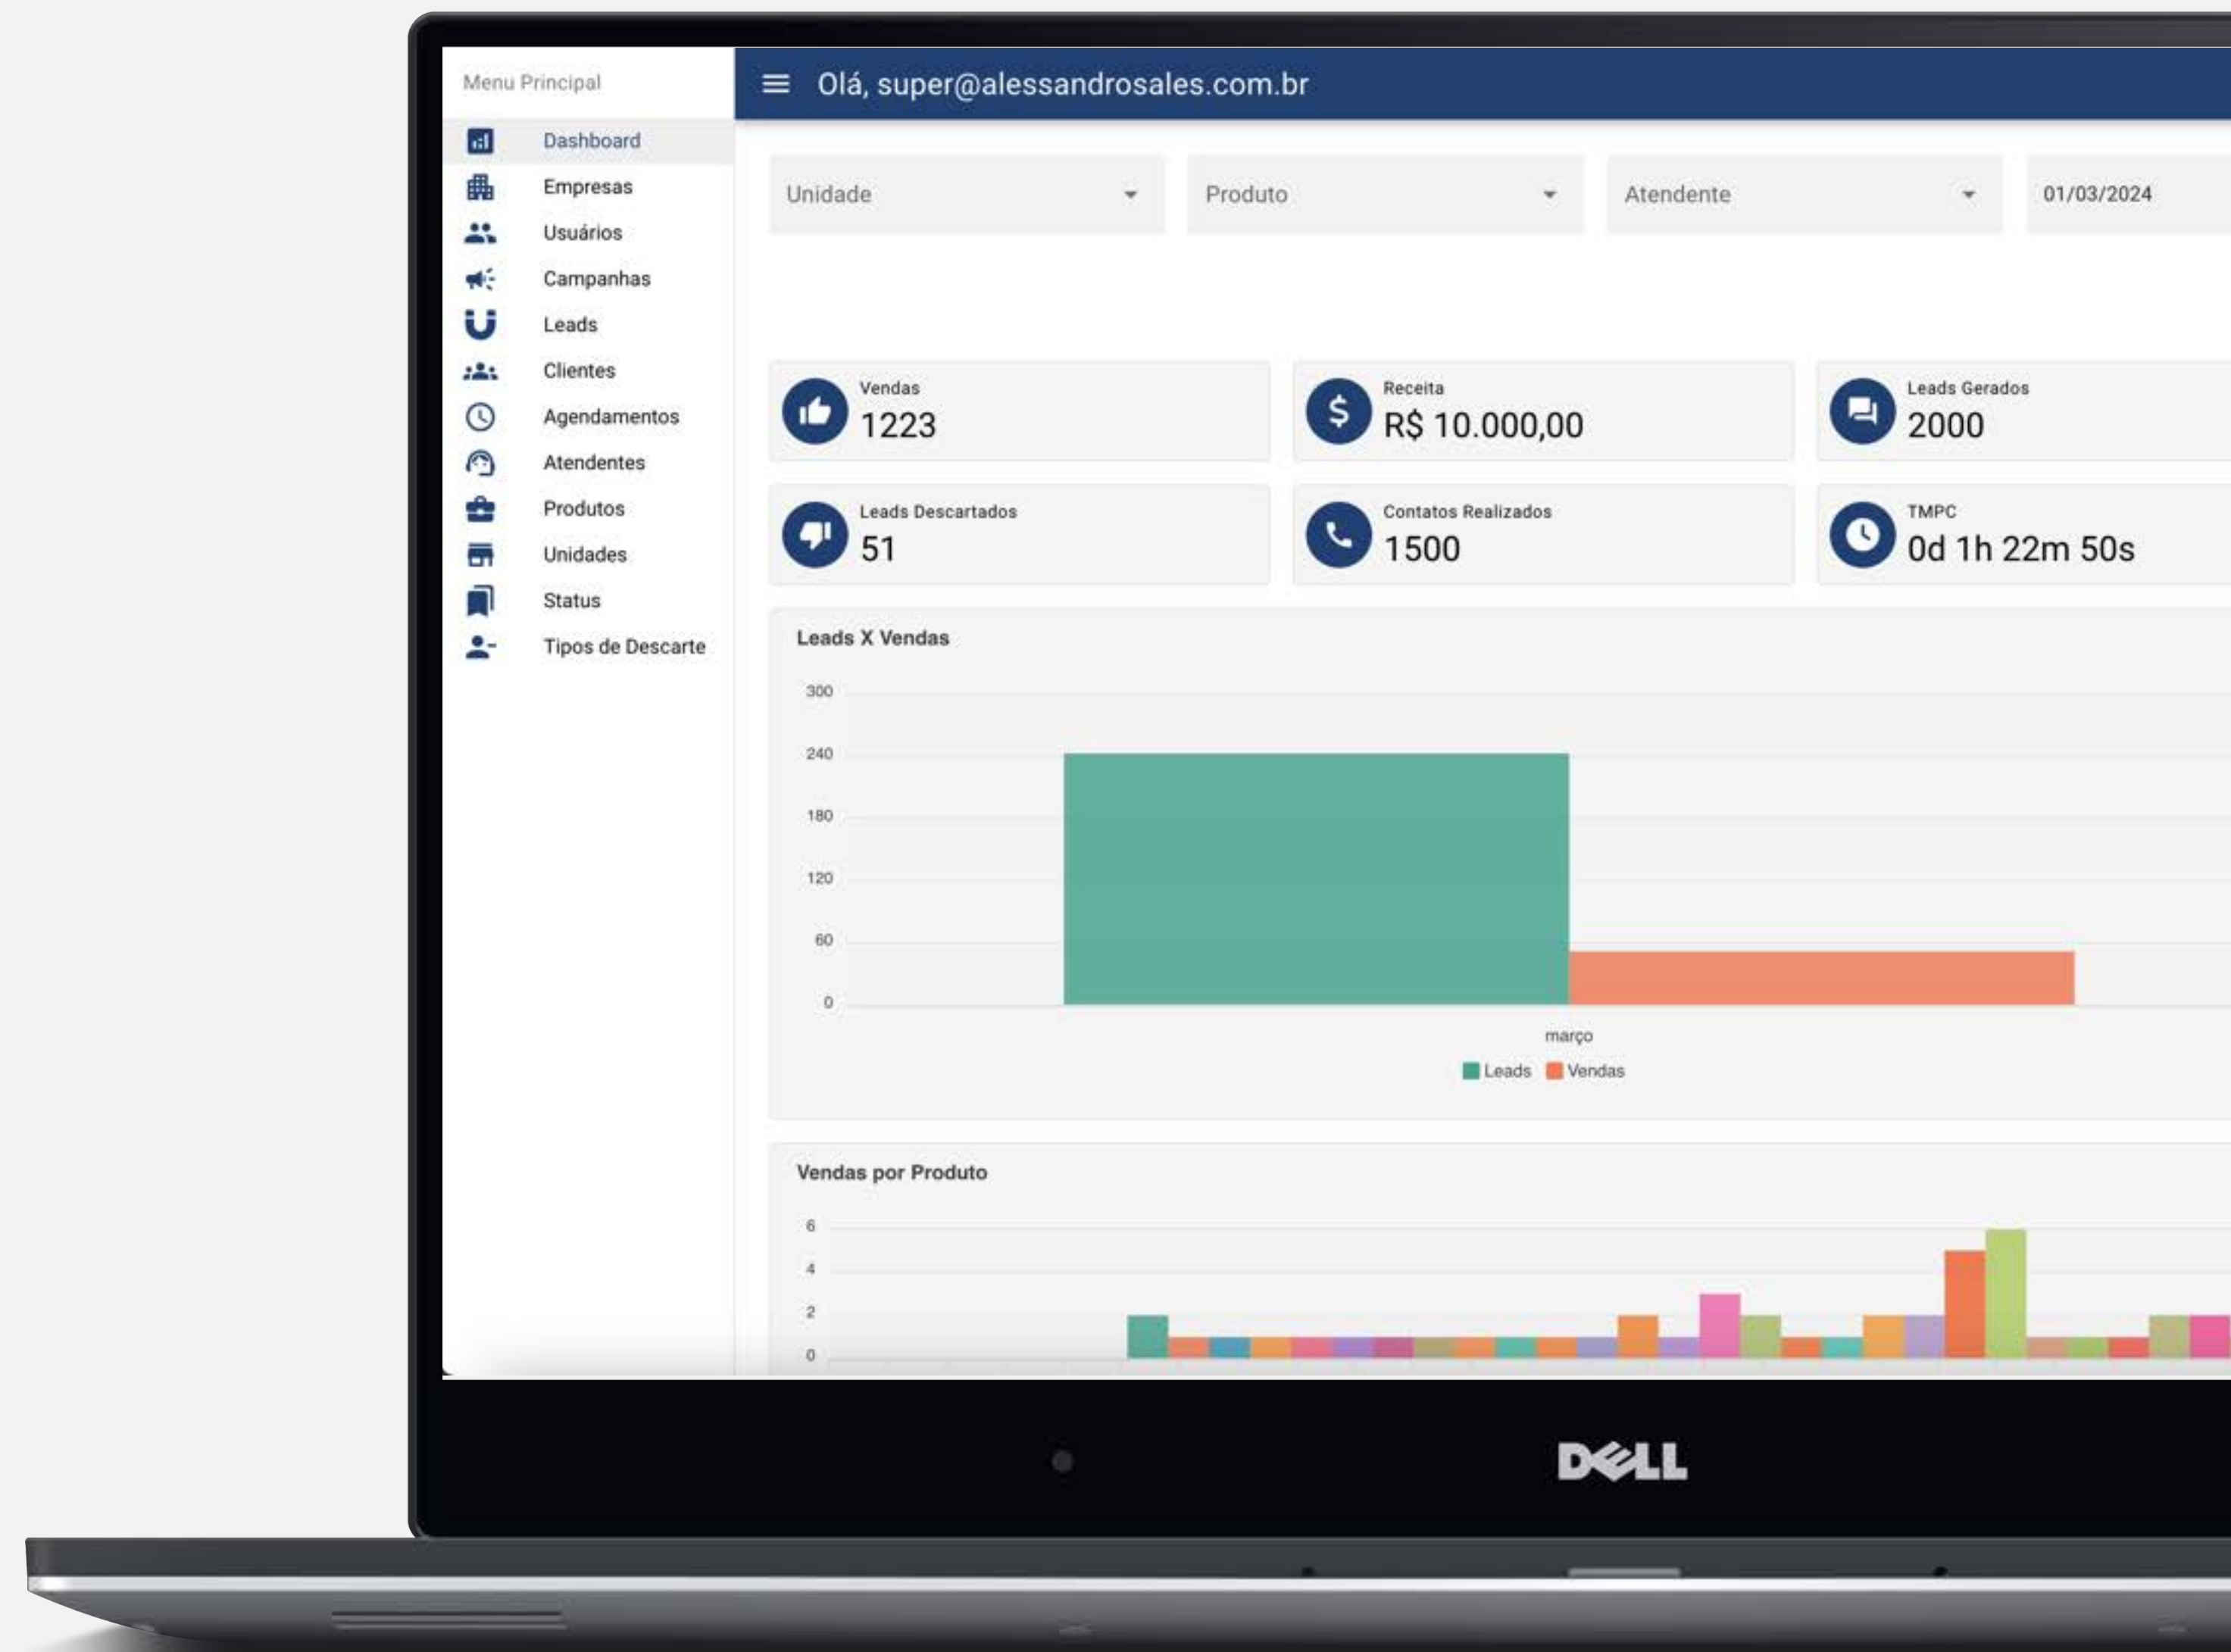 Menu Principal
Olá, super@alessandrosales.com.br
Dashboard
Empresas
Usuários
Campanhas
Leads
Clientes
Agendamentos
Atendentes
Produtos
Unidades
Status
Tipos de Descarte
Unidade
Produto
Atendente
01/03/2024
Vendas
1223
Receita
R$ 10.000,00
Leads Gerados
2000
Leads Descartados
51
Contatos Realizados
1500
TMPC
0d 1h 22m 50s
Leads X Vendas
300
240
180
120
60
0
março
Leads Vendas
Vendas por Produto
6
4
2
0
DELL